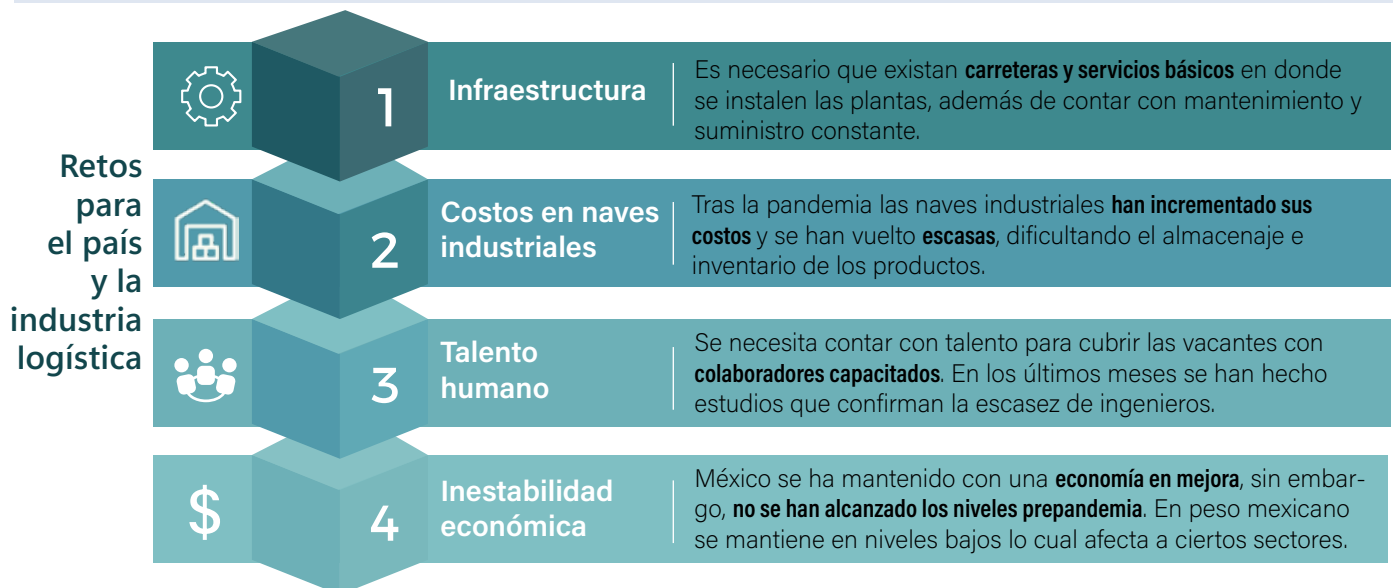 Retos
para
el país
y la
industria
logística
1
Infraestructura
Es necesario que existan carreteras y servicios básicos en donde
se instalen las plantas, además de contar con mantenimiento y
suministro constante.
2
Costos en naves
industriales
Tras la pandemia las naves industriales han incrementado sus
costos y se han vuelto escasas, dificultando el almacenaje e
inventario de los productos.
3
Talento
humano
Se necesita contar con talento para cubrir las vacantes con
colaboradores capacitados. En los últimos meses se han hecho
estudios que confirman la escasez de ingenieros.
$
4
Inestabilidad
económica
México se ha mantenido con una economía en mejora, sin embar-
go, no se han alcanzado los niveles prepandemia. En peso mexicano
se mantiene en niveles bajos lo cual afecta a ciertos sectores.